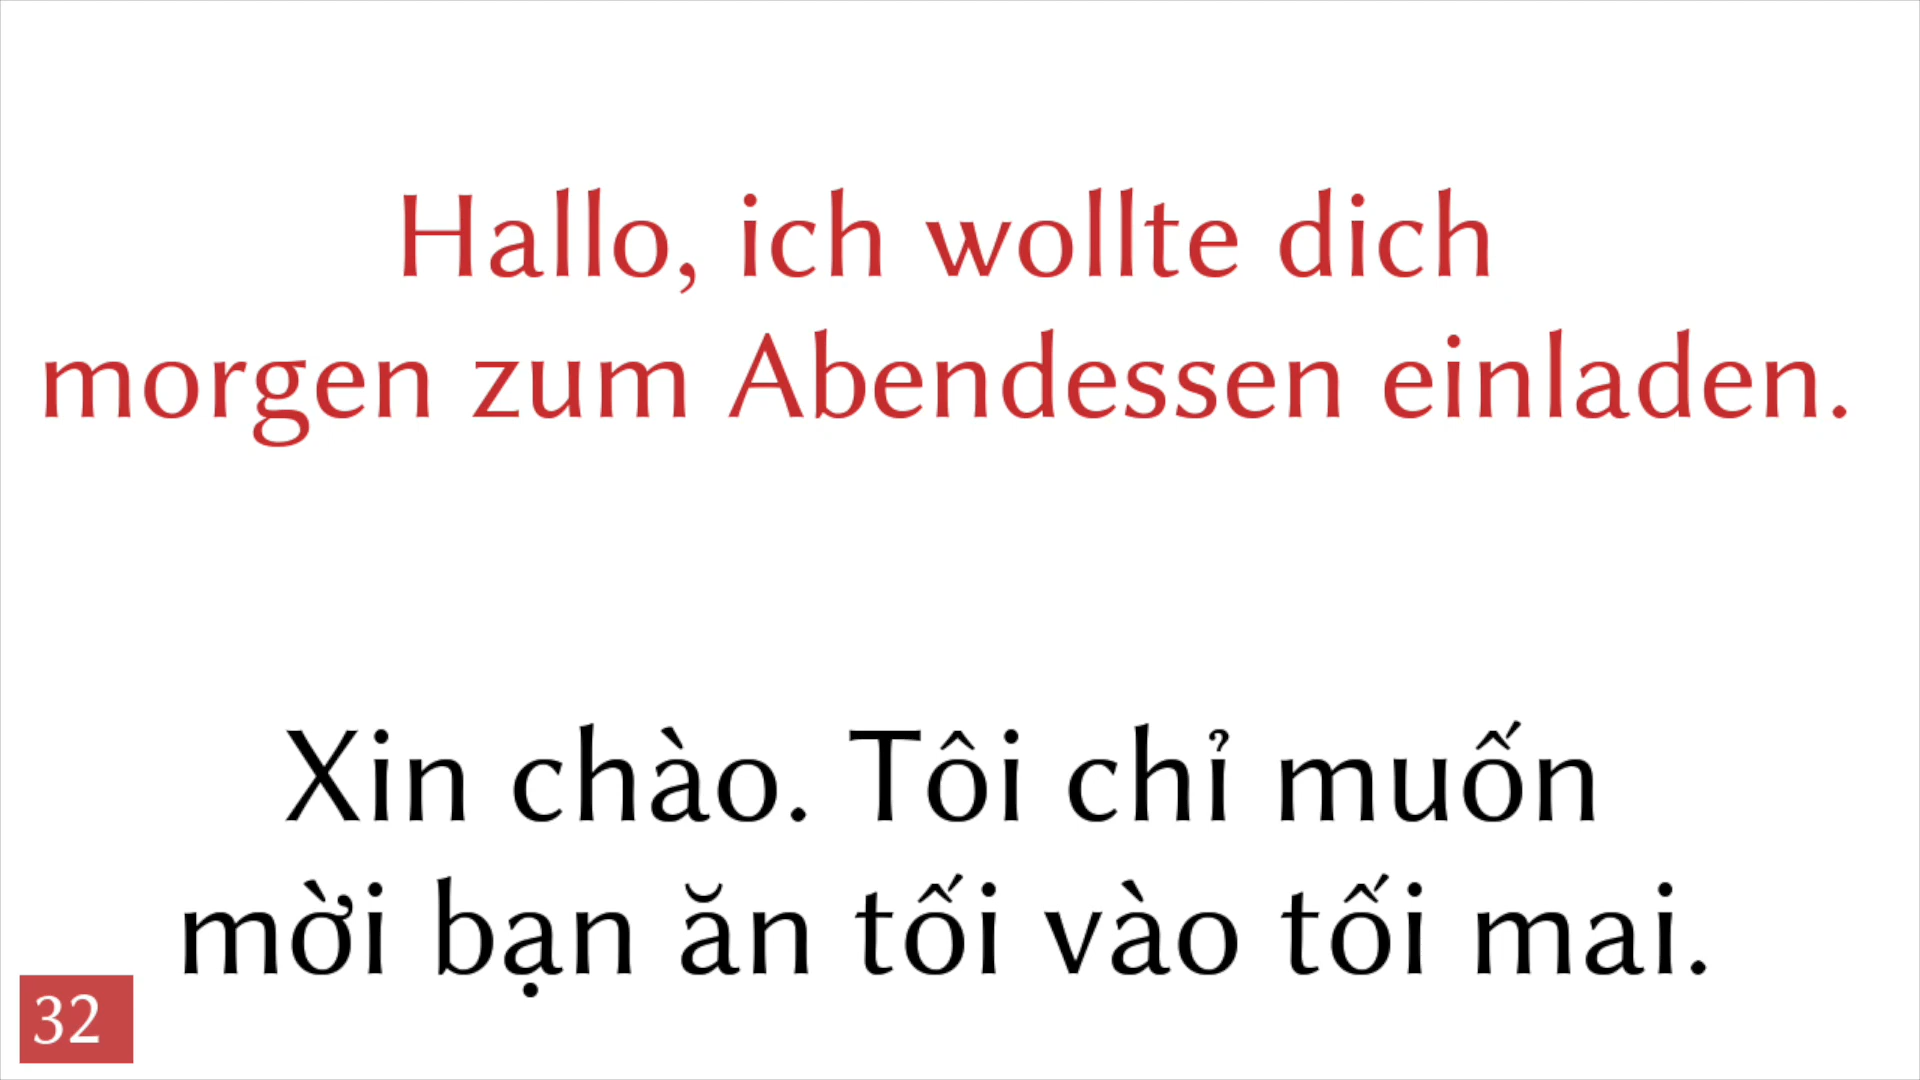 Hallo, ich wollte dich
morgen zum Abendessen einladen.
Xin chào. Tôi chỉ muốn
mời bạn ăn tối vào tối mai.
32